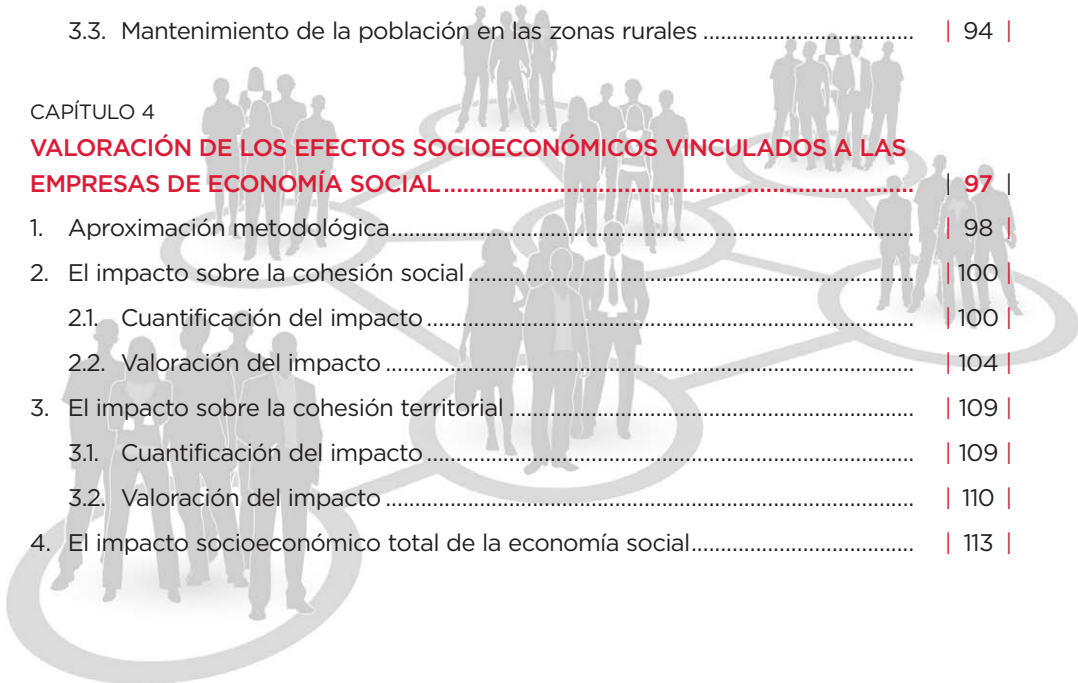 3.3. Mantenimiento de la población en las zonas rurales .................................. | 94 |
CAPÍTULO 4
VALORACIÓN DE LOS EFECTOS SOCIOECONÓMICOS VINCULADOS A LAS
EMPRESAS DE ECONOMÍA SOCIAL ........................................................................... | 97 |
1. Aproximación metodológica .................................................................................... | 98 |
2. El impacto sobre la cohesión social ........................................................................ | 100 |
2.1. Cuantificación del impacto .............................................................................. | 100 |
2.2. Valoración del impacto ..................................................................................... | 104 |
3. El impacto sobre la cohesión territorial ................................................................. | 109 |
3.1. Cuantificación del impacto .............................................................................. | 109 |
3.2. Valoración del impacto ..................................................................................... | 110 |
4. El impacto socioeconómico total de la economía social .................................... | 113 |